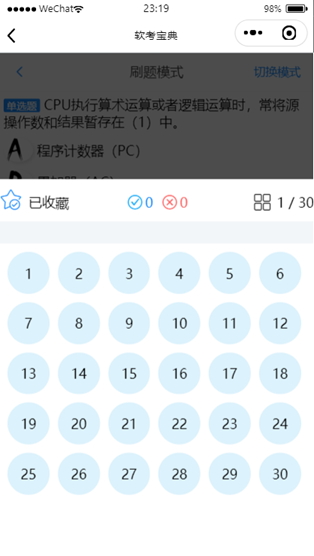 ●●●●● WeChat
23:19
98%
软考宝典
刷题模式
切换模式
单选题 CPU执行算术运算或者逻辑运算时，常将源
操作数和结果暂存在（1）中。
A 程序计数器（PC）
已收藏
0
0
1 / 30
1 2 3 4 5 6
7 8 9 10 11 12
13 14 15 16 17 18
19 20 21 22 23 24
25 26 27 28 29 30